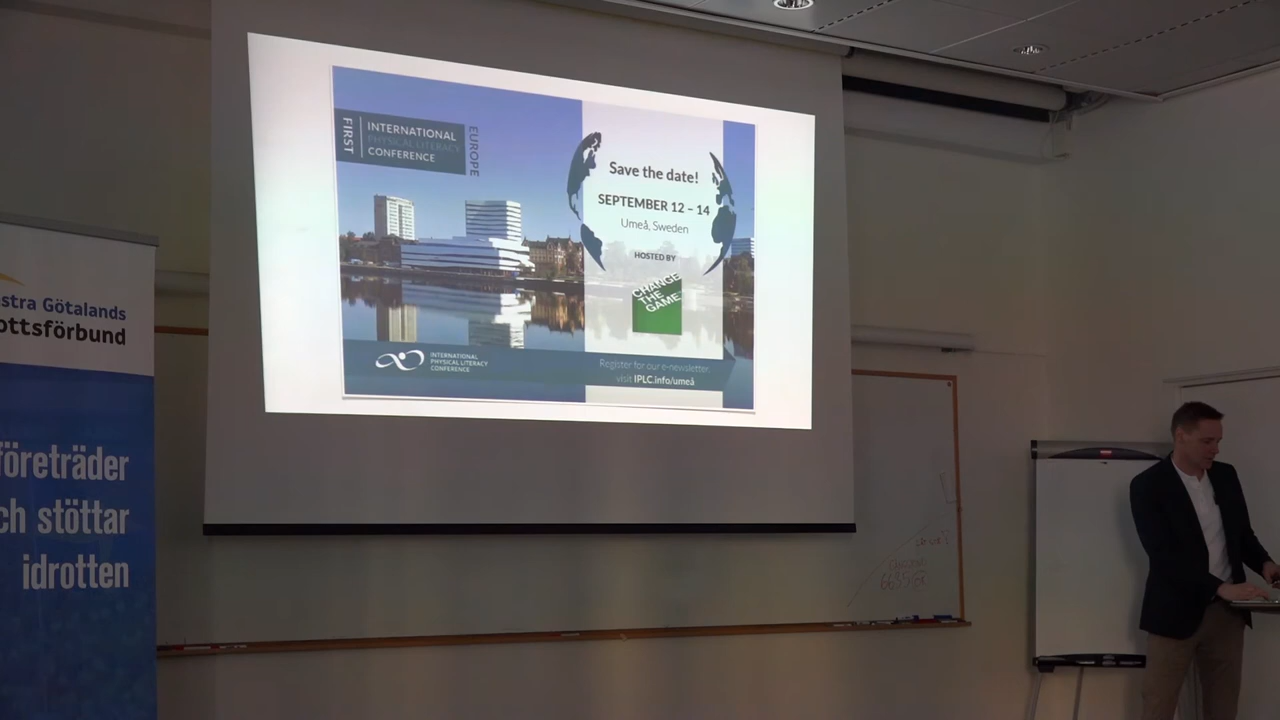 FIRST
INTERNATIONAL
PHYSICAL LITERACY
CONFERENCE
EUROPE
Save the date!
SEPTEMBER 12 – 14
Umeå, Sweden
HOSTED BY
CHANGE
THE
GAME
INTERNATIONAL
PHYSICAL LITERACY
CONFERENCE
Register for our e-newsletter,
visit IPLC.info/umeå
stra Götalands
ottsförbund
företräder
ch stöttar
idrotten